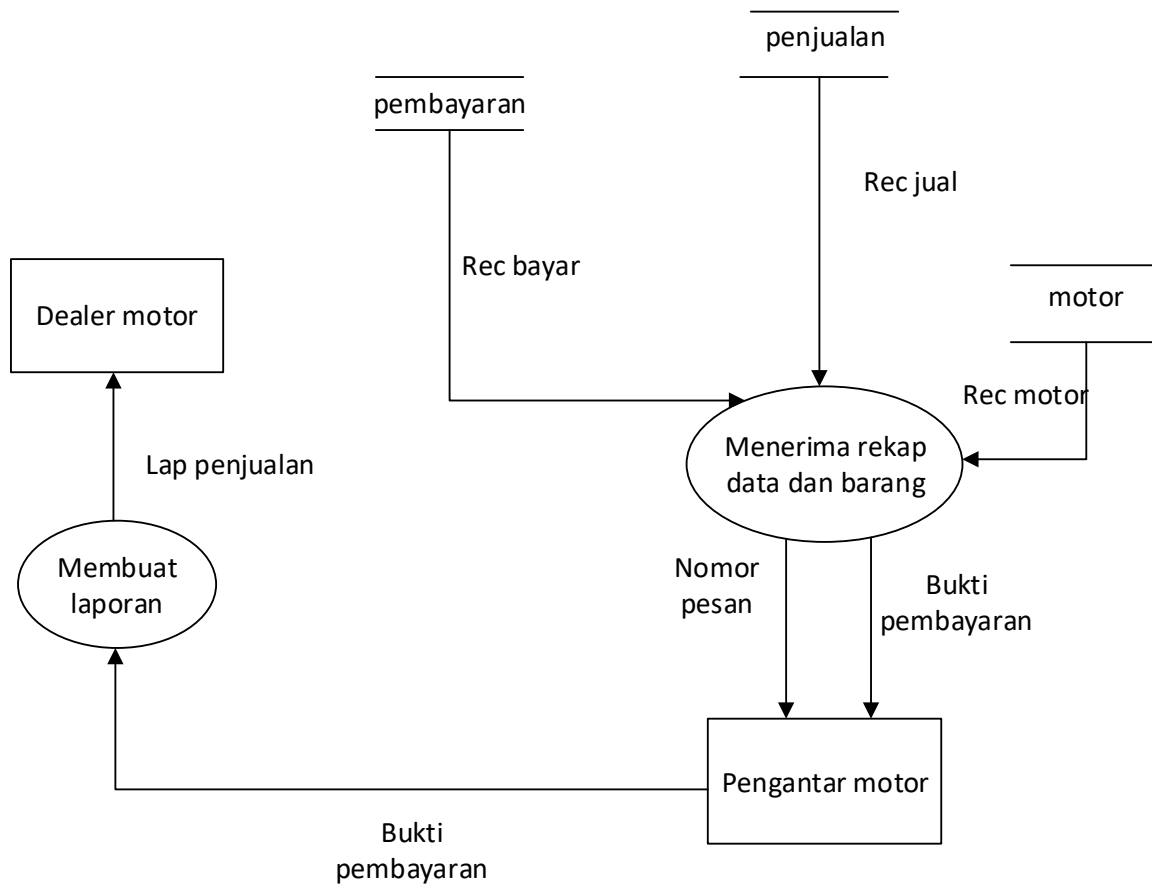 penjualan
pembayaran
Rec jual
Rec bayar
motor
Dealer motor
Rec motor
Menerima rekap
data dan barang
Lap penjualan
Membuat
laporan
Nomor
pesan
Bukti
pembayaran
Pengantar motor
Bukti
pembayaran